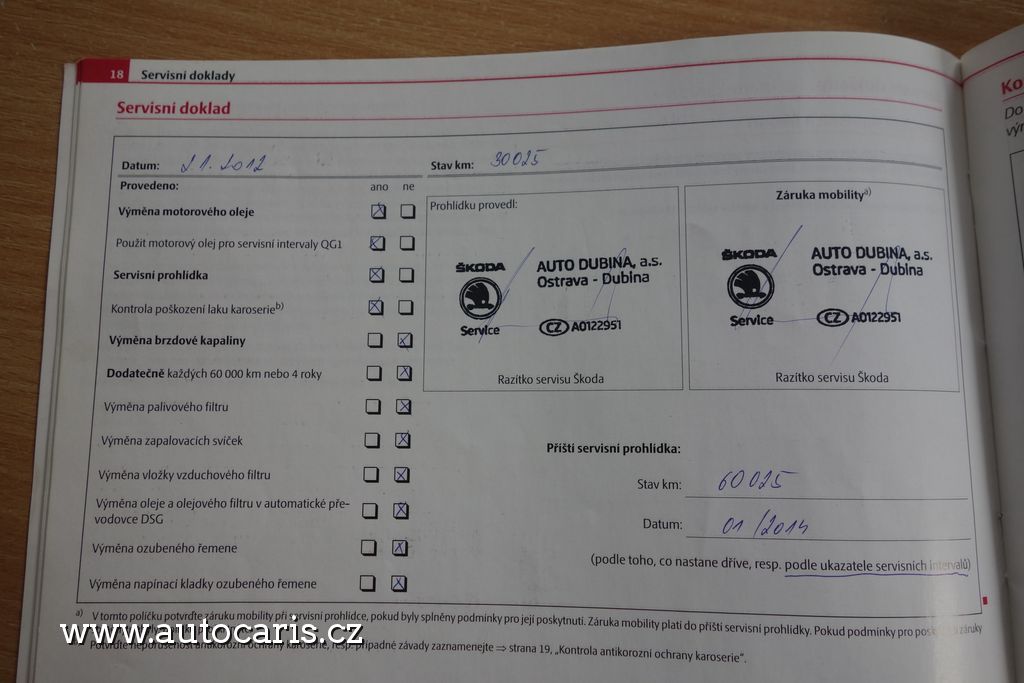 18 Servisní doklady
Servisní doklad
Datum: 21. 2012
Stav km: 30025
Provedeno: ano ne
Výměna motorového oleje
Použit motorový olej pro servisní intervaly QG1
Servisní prohlídka
Kontrola poškození laku karoserie b)
Výměna brzdové kapaliny
Dodatečně každých 60 000 km nebo 4 roky
Výměna palivového filtru
Výměna zapalovacích svíček
Výměna vložky vzduchového filtru
Výměna oleje a olejového filtru v automatické pře-
vodovce DSG
Výměna ozubeného řemene
Výměna napínací kladky ozubeného řemene
Prohlídku provedl:
ŠKODA
Service
AUTO DUBINA, a.s.
Ostrava - Dubina
CZ A0122951
Razítko servisu Škoda
Záruka mobility a)
ŠKODA
Service
AUTO DUBINA, a.s.
Ostrava - Dubina
CZ A0122951
Razítko servisu Škoda
Příští servisní prohlídka:
Stav km: 60025
Datum: 01/2014
(podle toho, co nastane dříve, resp. podle ukazatele servisních intervalů)
a) V tomto políčku potvrďte záruku mobility při servisní prohlídce, pokud byly splněny podmínky pro její poskytnutí. Záruka mobility platí do příští servisní prohlídky. Pokud podmínky pro záruky
www.autocaris.cz
Potvrďte neporušenost antikorozní ochrany karoserie, resp. případné závady zaznamenejte ⇒ strana 19, „Kontrola antikorozní ochrany karoserie“.
Ko
Do
výr